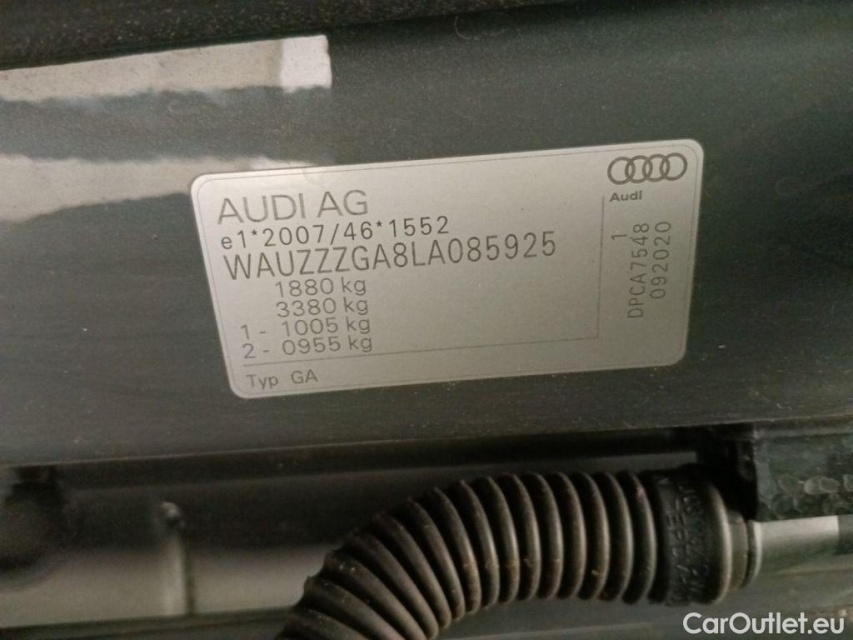 AUDI AG
Audi
e1*2007/46*1552
WAUZZZGA8LA085925
1880 kg
3380 kg
1 - 1005 kg
2 - 0955 kg
Typ GA
1
DPCA7548
092020
CarOutlet.eu